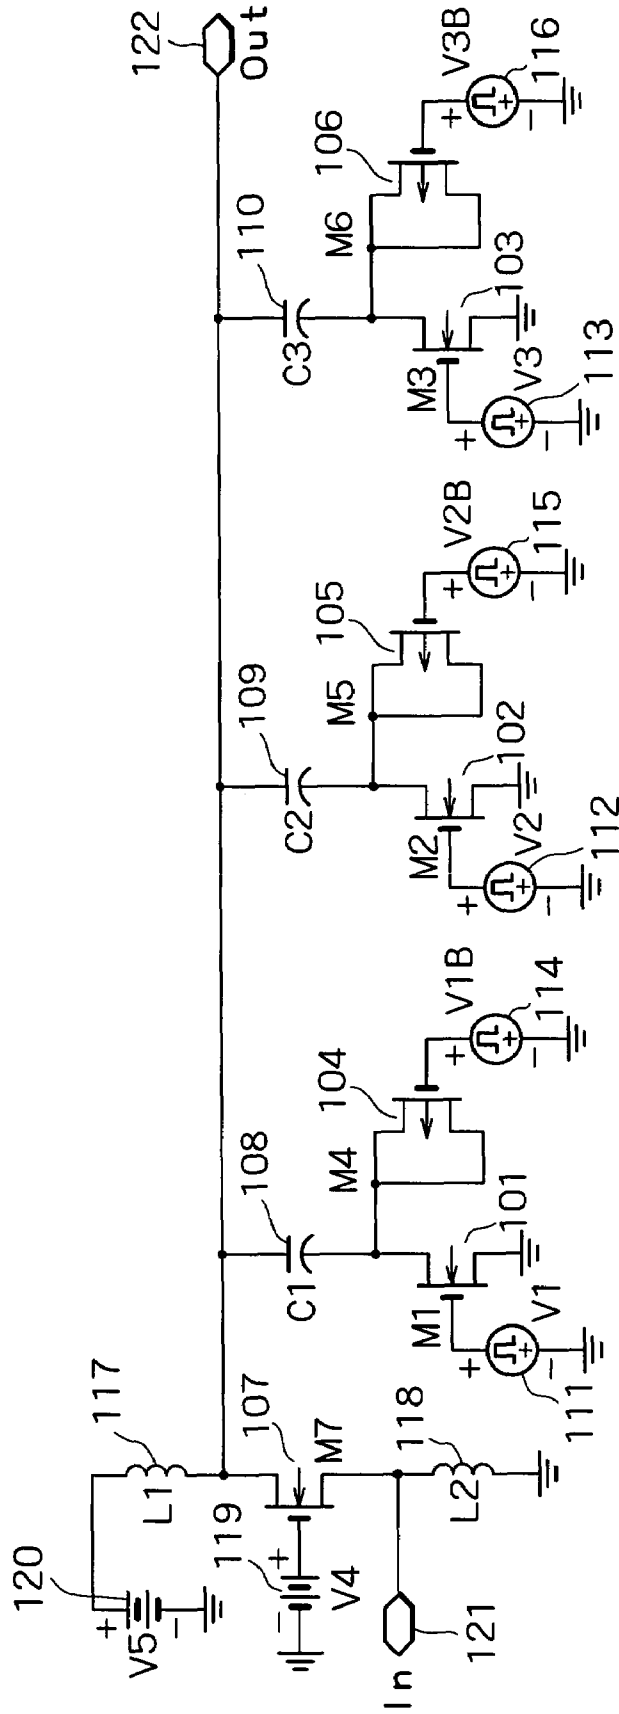 122
Out
120
V5
+
−
117
L1
119
V4
+
−
107
M7
118
L2
In
121
108
C1
M4
104
M1
101
V1
+
−
111
V1B
+
−
114
109
C2
M5
105
M2
102
V2
+
−
112
V2B
+
−
115
110
C3
M6
106
M3
103
V3
+
−
113
V3B
+
−
116